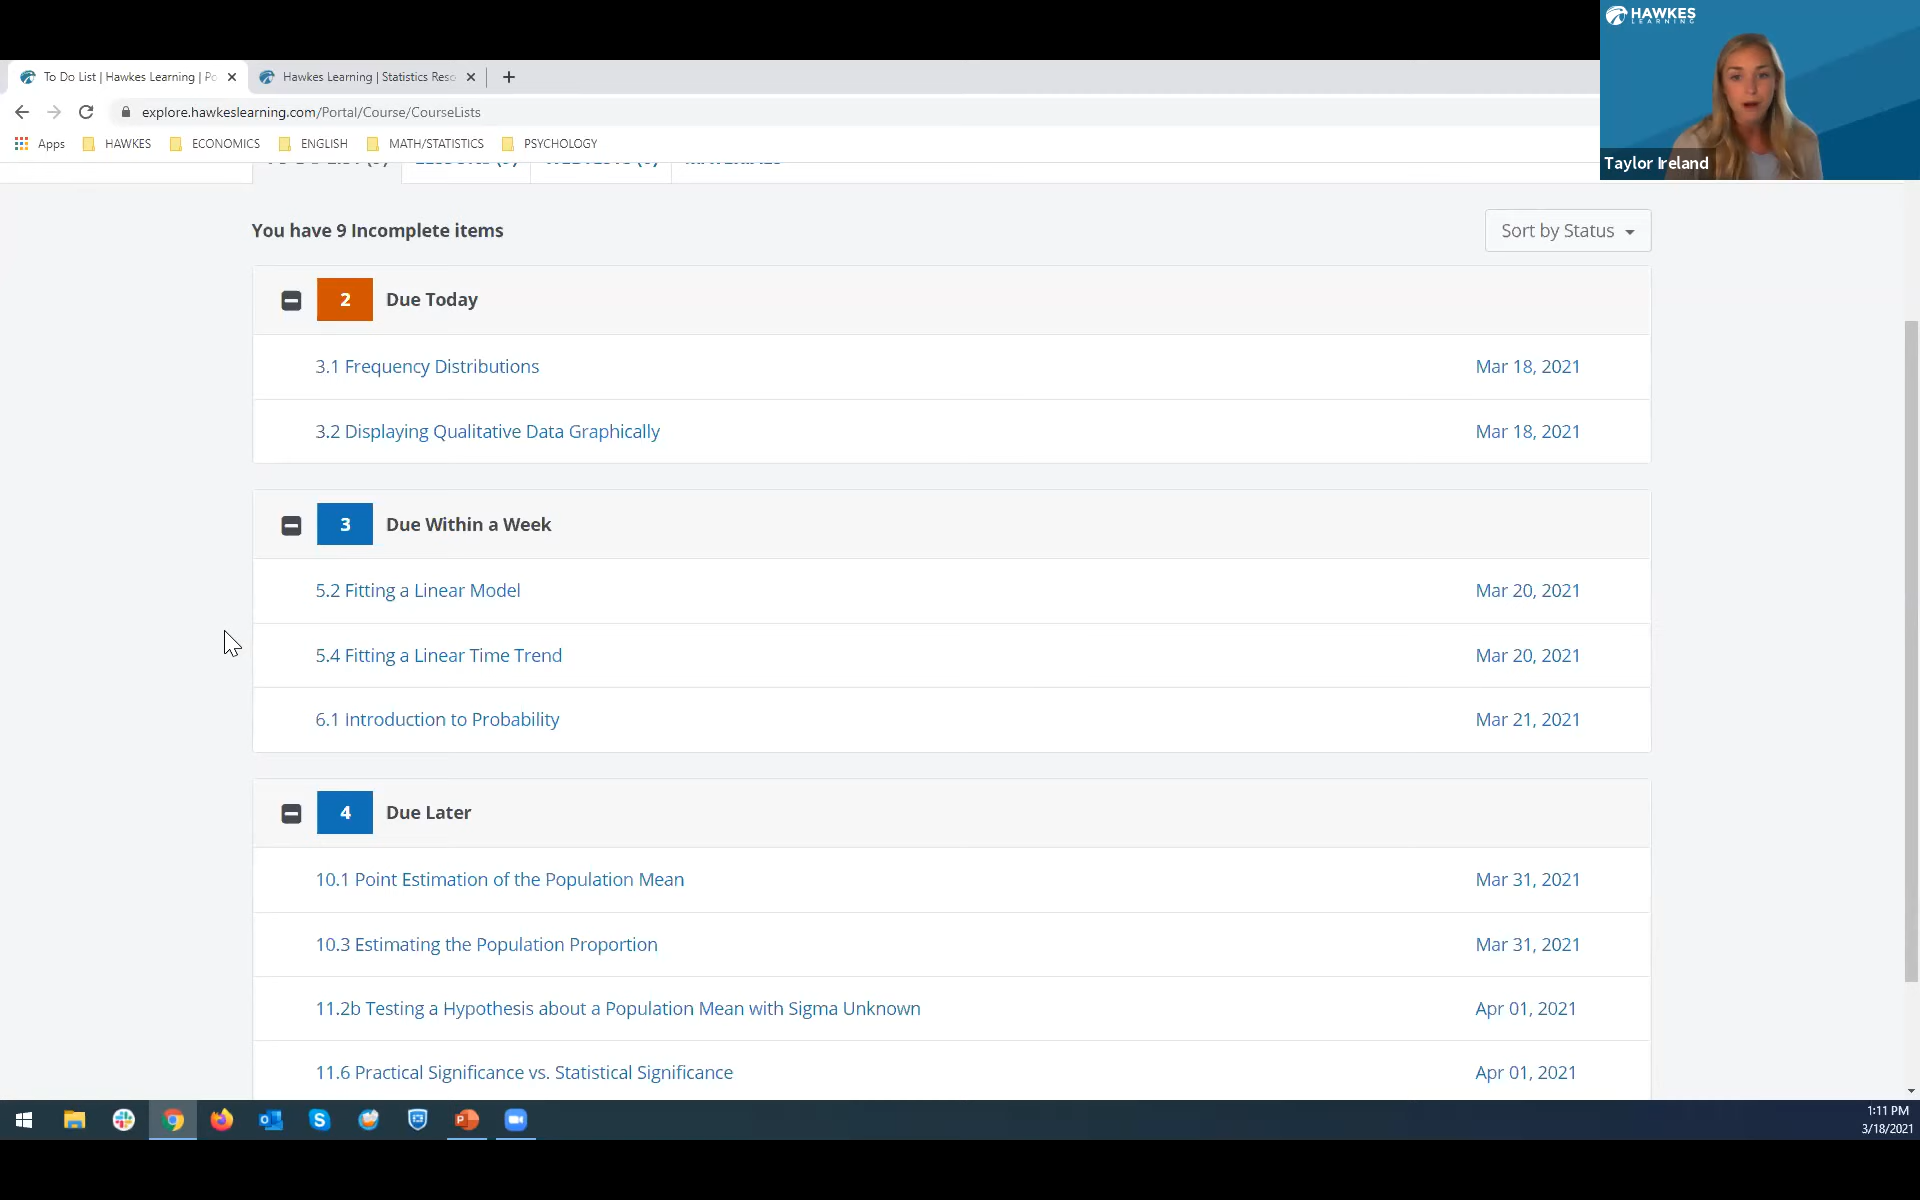 HAWKES
LEARNING
To Do List | Hawkes Learning | Po
Hawkes Learning | Statistics Reso
explore.hawkeslearning.com/Portal/Course/CourseLists
Apps
HAWKES
ECONOMICS
ENGLISH
MATH/STATISTICS
PSYCHOLOGY
Taylor Ireland
You have 9 Incomplete items
Sort by Status
2 Due Today
3.1 Frequency Distributions Mar 18, 2021
3.2 Displaying Qualitative Data Graphically Mar 18, 2021
3 Due Within a Week
5.2 Fitting a Linear Model Mar 20, 2021
5.4 Fitting a Linear Time Trend Mar 20, 2021
6.1 Introduction to Probability Mar 21, 2021
4 Due Later
10.1 Point Estimation of the Population Mean Mar 31, 2021
10.3 Estimating the Population Proportion Mar 31, 2021
11.2b Testing a Hypothesis about a Population Mean with Sigma Unknown Apr 01, 2021
11.6 Practical Significance vs. Statistical Significance Apr 01, 2021
1:11 PM
3/18/2021